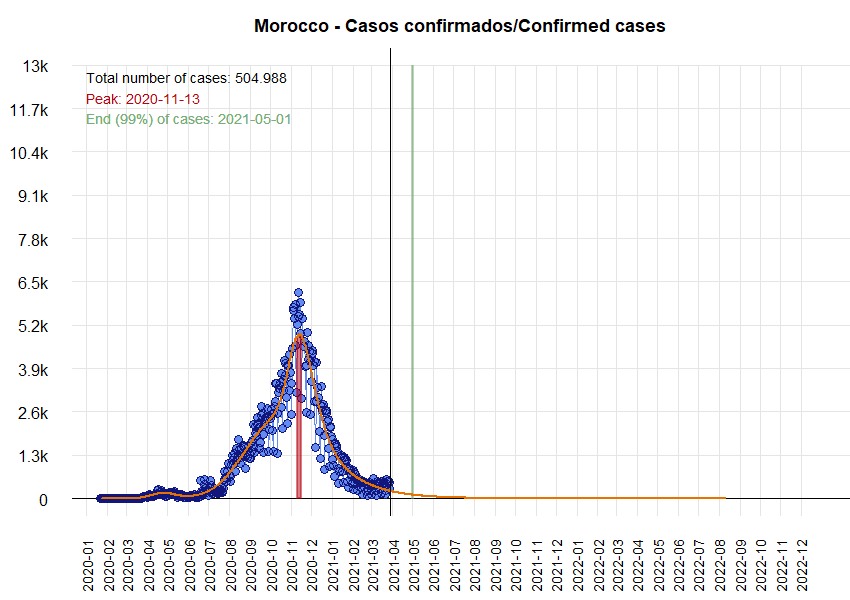 Morocco - Casos confirmados/Confirmed cases
13k
Total number of cases: 504.988
Peak: 2020-11-13
11.7k
End (99%) of cases: 2021-05-01
10.4k
9.1k
7.8k
6.5k
5.2k
3.9k
2.6k
1.3k
0
2020-01
2020-02
2020-03
2020-04
2020-05
2020-06
2020-07
2020-08
2020-09
2020-10
2020-11
2020-12
2021-01
2021-02
2021-03
2021-04
2021-05
2021-06
2021-07
2021-08
2021-09
2021-10
2021-11
2021-12
2022-01
2022-02
2022-03
2022-04
2022-05
2022-06
2022-07
2022-08
2022-09
2022-10
2022-11
2022-12